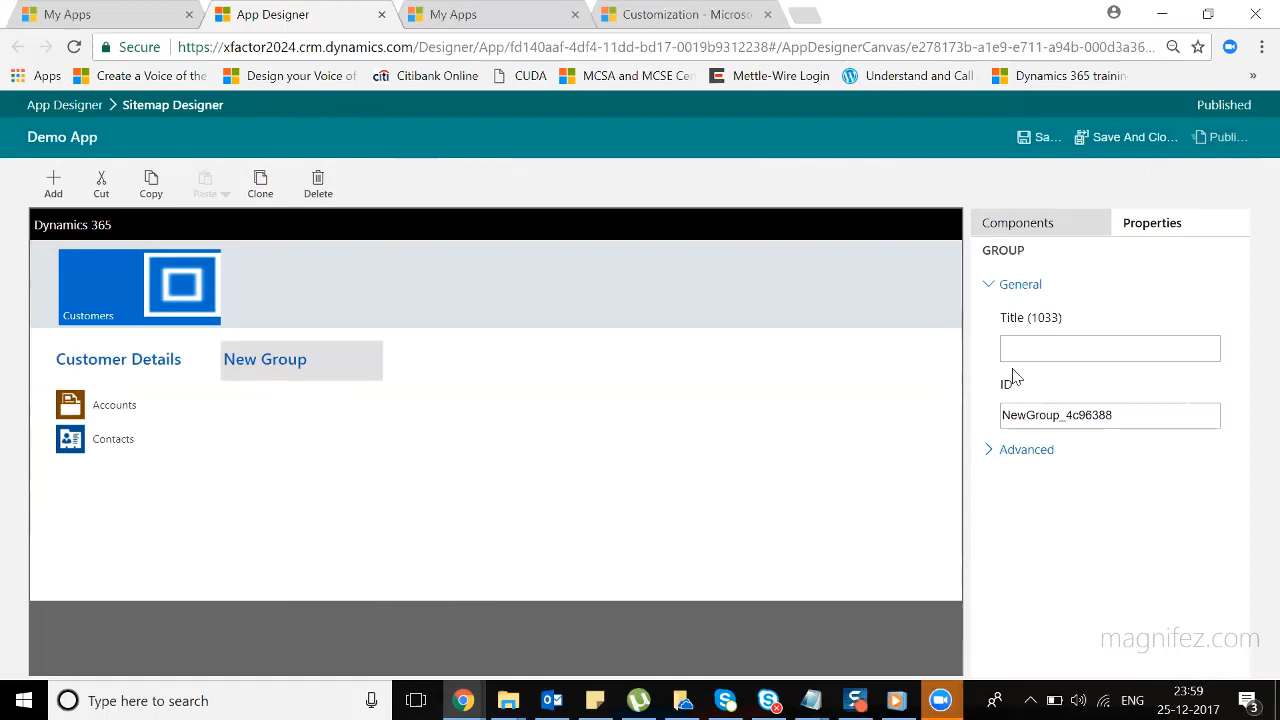 My Apps
App Designer
My Apps
Customization - Microso
Secure
https://xfactor2024.crm.dynamics.com/Designer/App/fd140aaf-4df4-11dd-bd17-0019b9312238#/AppDesignerCanvas/e278173b-a1e9-e711-a94b-000d3a36...
Apps
Create a Voice of the
Design your Voice of
citi Citibank Online
CUDA
MCSA and MCSE Cer
Mettle-Wire Login
Understand and Call
Dynamics 365 training
»
App Designer > Sitemap Designer
Published
Demo App
Sa...
Save And Clo...
Publi...
Add
Cut
Copy
Paste
Clone
Delete
Dynamics 365
Customers
Customer Details
New Group
Accounts
Contacts
Components
Properties
GROUP
General
Title (1033)
ID
NewGroup_4c96388
Advanced
magnifez.com
Type here to search
ENG
23:59
25-12-2017
3